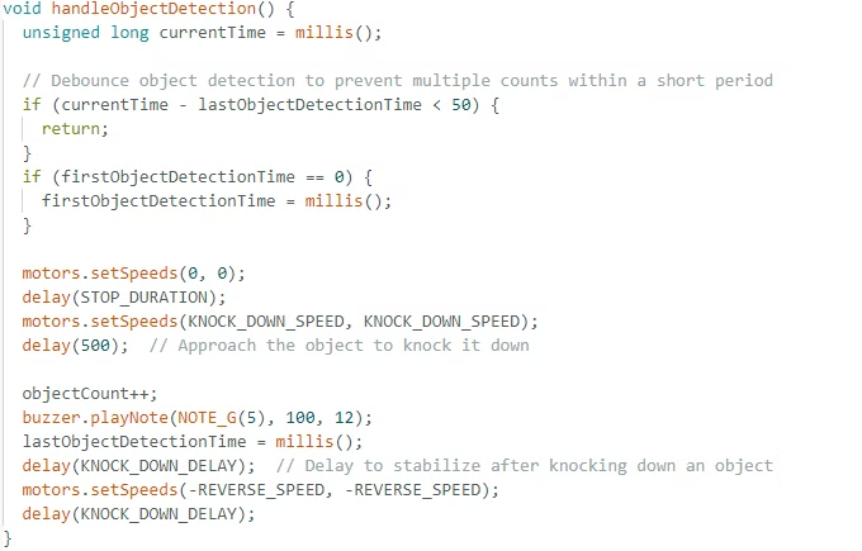 void handleObjectDetection() {
  unsigned long currentTime = millis();

  // Debounce object detection to prevent multiple counts within a short period
  if (currentTime - lastObjectDetectionTime < 50) {
    return;
  }
  if (firstObjectDetectionTime == 0) {
    firstObjectDetectionTime = millis();
  }

  motors.setSpeeds(0, 0);
  delay(STOP_DURATION);
  motors.setSpeeds(KNOCK_DOWN_SPEED, KNOCK_DOWN_SPEED);
  delay(500);  // Approach the object to knock it down

  objectCount++;
  buzzer.playNote(NOTE_G(5), 100, 12);
  lastObjectDetectionTime = millis();
  delay(KNOCK_DOWN_DELAY);  // Delay to stabilize after knocking down an object
  motors.setSpeeds(-REVERSE_SPEED, -REVERSE_SPEED);
  delay(KNOCK_DOWN_DELAY);
}